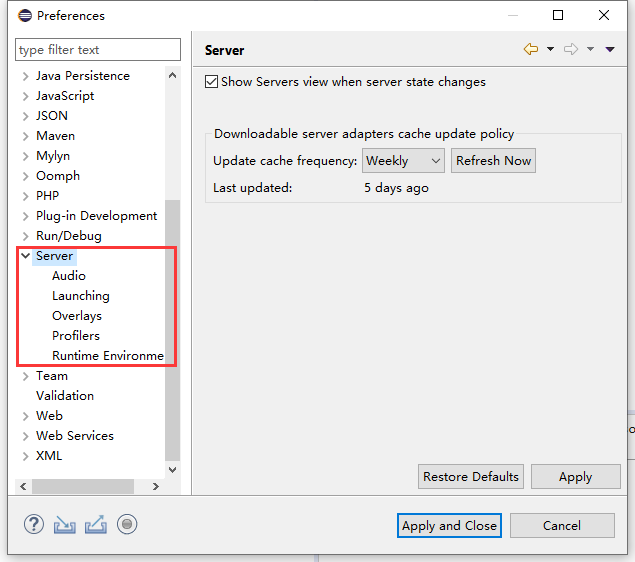 Preferences
type filter text
Java Persistence
JavaScript
JSON
Maven
Mylyn
Oomph
PHP
Plug-in Development
Run/Debug
Server
Audio
Launching
Overlays
Profilers
Runtime Environme
Team
Validation
Web
Web Services
XML
Server
Show Servers view when server state changes
Downloadable server adapters cache update policy
Update cache frequency: Weekly Refresh Now
Last updated: 5 days ago
Restore Defaults Apply
Apply and Close Cancel